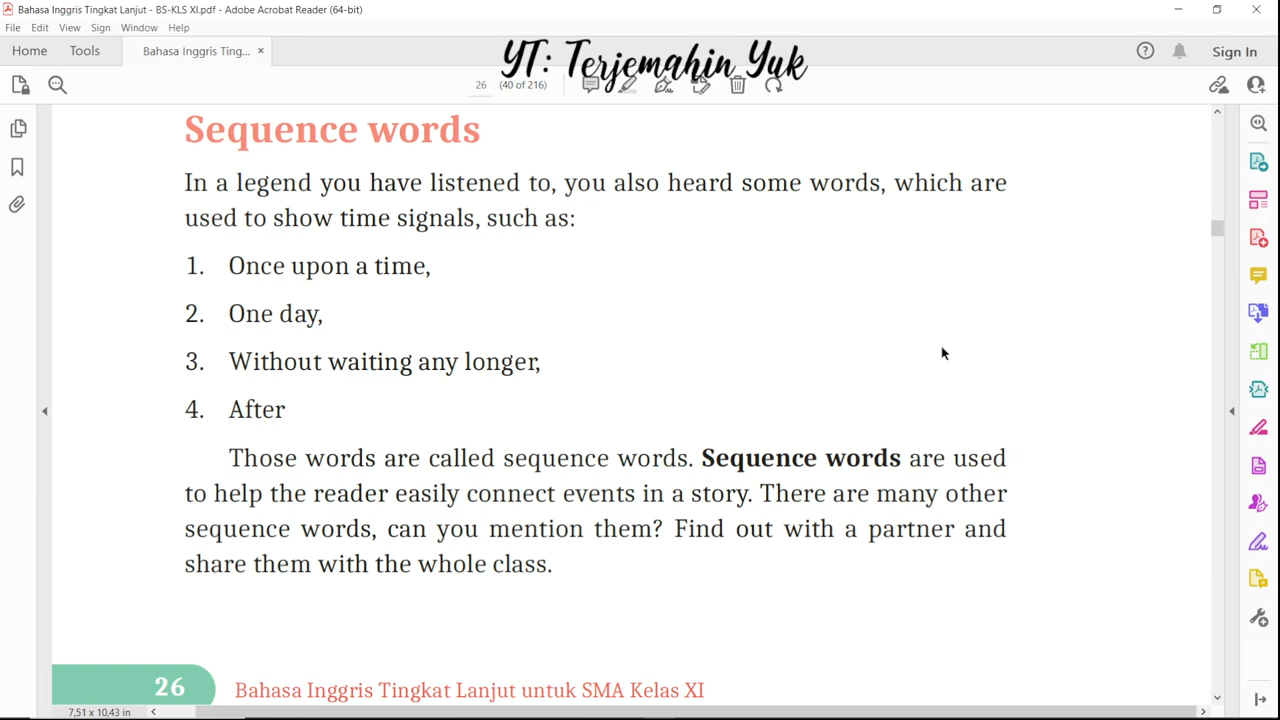 Bahasa Inggris Tingkat Lanjut - BS-KLS XI.pdf - Adobe Acrobat Reader (64-bit)
File Edit View Sign Window Help
YT: Terjemahin Yuk
Home Tools Bahasa Inggris Ting... × Sign In
26 (40 of 216)
Sequence words
In a legend you have listened to, you also heard some words, which are
used to show time signals, such as:
1. Once upon a time,
2. One day,
3. Without waiting any longer,
4. After
Those words are called sequence words. Sequence words are used
to help the reader easily connect events in a story. There are many other
sequence words, can you mention them? Find out with a partner and
share them with the whole class.
26 Bahasa Inggris Tingkat Lanjut untuk SMA Kelas XI
7,51 x 10,43 in